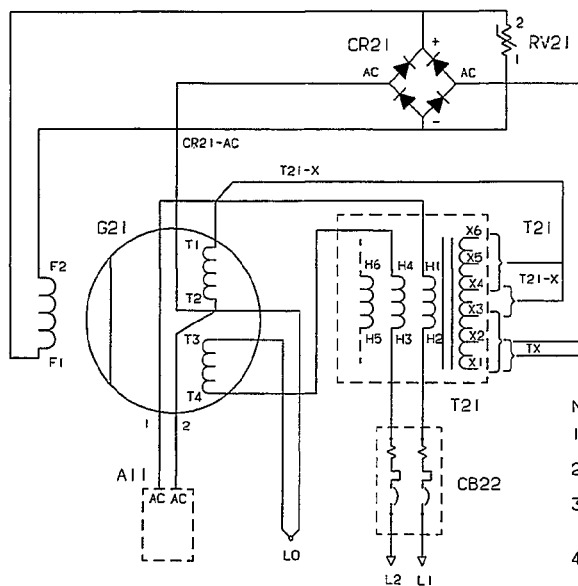 2
CR21
+
RV21
AC
AC
1
-
CR21-AC
T21-X
G21
X6
T21
T1
F2
H6
H4
H1
X5
X4
T21-X
T2
X3
T3
X2
H5
H3
H2
TX
F1
X1
T4
T21
N
1
2
1
A11
CB22
2
AC
AC
3
LO
4
L2
L1